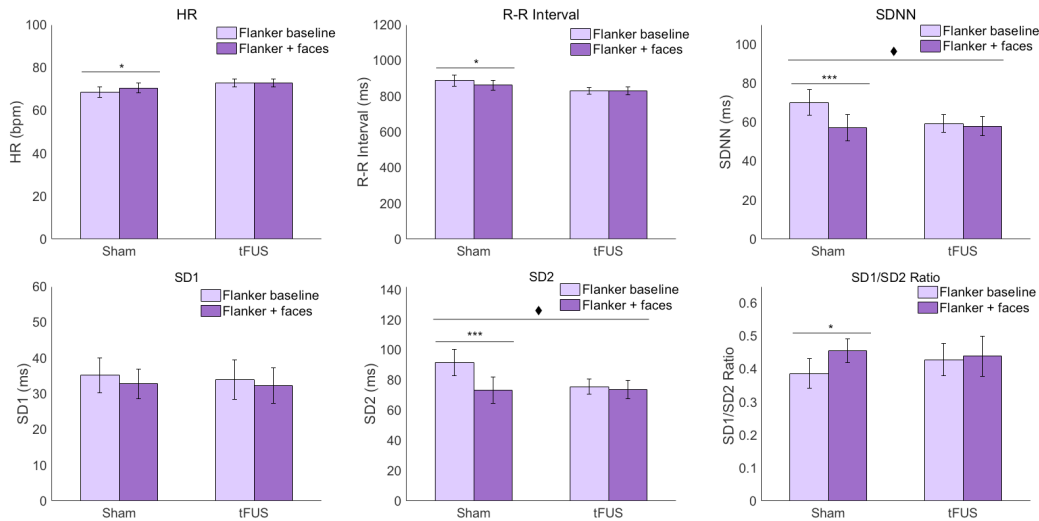 HR
HR (bpm)
100
80
60
40
20
0
Flanker baseline
Flanker + faces
*
Sham
tFUS
R-R Interval
R-R Interval (ms)
1200
1000
800
600
400
200
0
Flanker baseline
Flanker + faces
*
Sham
tFUS
SDNN
SDNN (ms)
100
80
60
40
20
0
Flanker baseline
Flanker + faces
♦
***
Sham
tFUS
SD1
SD1 (ms)
60
50
40
30
20
10
0
Flanker baseline
Flanker + faces
Sham
tFUS
SD2
SD2 (ms)
140
120
100
80
60
40
20
0
Flanker baseline
Flanker + faces
♦
***
Sham
tFUS
SD1/SD2 Ratio
SD1/SD2 Ratio
0.6
0.5
0.4
0.3
0.2
0.1
0
Flanker baseline
Flanker + faces
*
Sham
tFUS